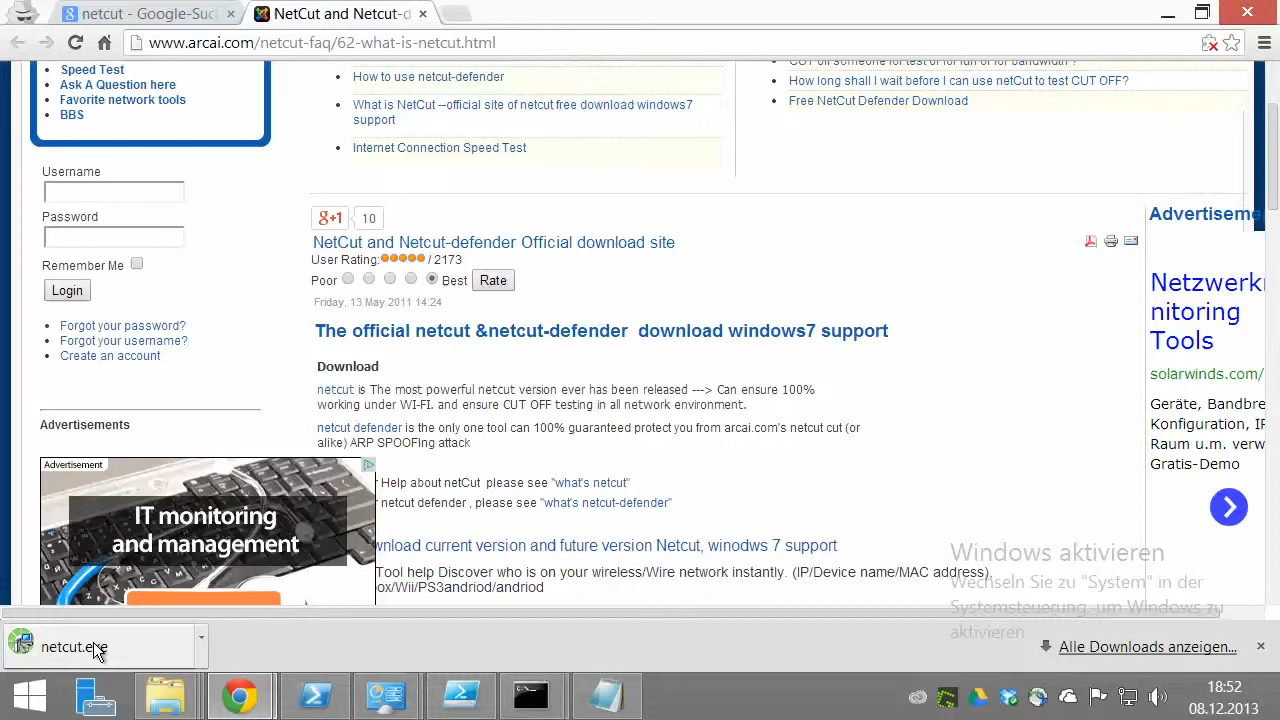 netcut - Google-Suc
NetCut and Netcut-d
www.arcai.com/netcut-faq/62-what-is-netcut.html
Speed Test
Ask A Question here
Favorite network tools
BBS
Username
Password
Remember Me
Login
Forgot your password?
Forgot your username?
Create an account
Advertisements
Advertisement
IT monitoring
and management
How to use netcut-defender
What is NetCut --official site of netcut free download windows7
support
Internet Connection Speed Test
CUT off someone for test or for fun or for bandwidth ?
How long shall I wait before I can use netCut to test CUT OFF?
Free NetCut Defender Download
g+1 10
NetCut and Netcut-defender Official download site
User Rating: / 2173
Poor Best Rate
Friday, 13 May 2011 14:24
The official netcut &netcut-defender download windows7 support
Download
netcut is The most powerful netcut version ever has been released ---> Can ensure 100%
working under WI-FI. and ensure CUT OFF testing in all network environment.
netcut defender is the only one tool can 100% guaranteed protect you from arcai.com's netcut cut (or
alike) ARP SPOOFIng attack
r Help about netCut please see "what's netcut"
netcut defender , please see "what's netcut-defender"
wnload current version and future version Netcut, winodws 7 support
Tool help Discover who is on your wireless/Wire network instantly. (IP/Device name/MAC address),
ox/Wii/PS3andriod/andriod
Advertiseme
Netzwerk
nitoring
Tools
solarwinds.com/
Geräte, Bandbre
Konfiguration, IP
Raum u.m. verw
Gratis-Demo
Windows aktivieren
Wechseln Sie zu "System" in der
Systemsteuerung, um Windows zu
aktivieren.
netcut.exe
Alle Downloads anzeigen...
18:52
08.12.2013